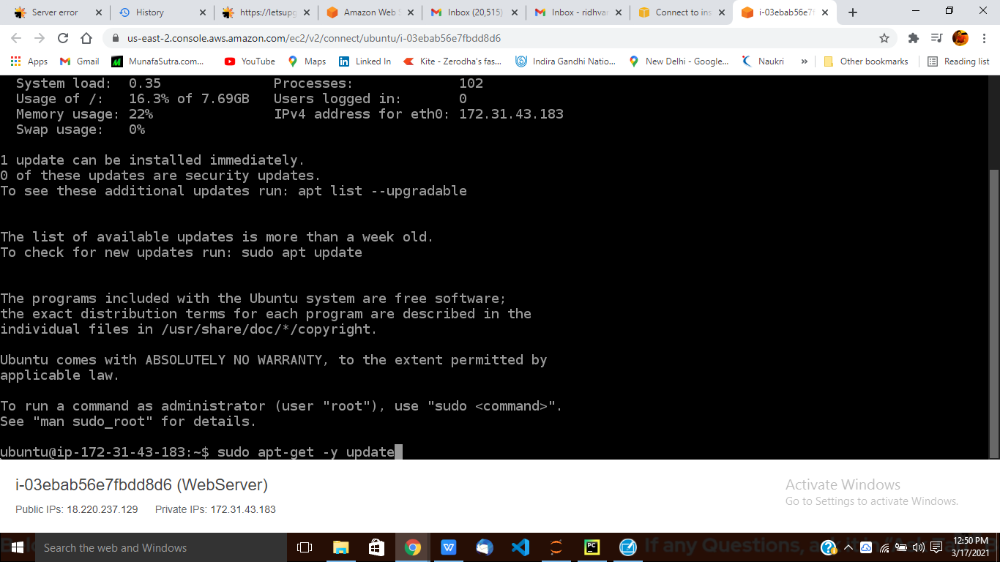 Server error
History
https://letsupg
Amazon Web S
Inbox (20,515)
Inbox - ridhvar
Connect to ins
i-03ebab56e7f
us-east-2.console.aws.amazon.com/ec2/v2/connect/ubuntu/i-03ebab56e7fbdd8d6
Apps
Gmail
MunafaSutra.com...
YouTube
Maps
Linked In
Kite - Zerodha's fas...
Indira Gandhi Natio...
New Delhi - Google...
Naukri
»
Other bookmarks
Reading list
System load: 0.35 Processes: 102
Usage of /: 16.3% of 7.69GB Users logged in: 0
Memory usage: 22% IPv4 address for eth0: 172.31.43.183
Swap usage: 0%
1 update can be installed immediately.
0 of these updates are security updates.
To see these additional updates run: apt list --upgradable
The list of available updates is more than a week old.
To check for new updates run: sudo apt update
The programs included with the Ubuntu system are free software;
the exact distribution terms for each program are described in the
individual files in /usr/share/doc/*/copyright.
Ubuntu comes with ABSOLUTELY NO WARRANTY, to the extent permitted by
applicable law.
To run a command as administrator (user "root"), use "sudo <command>".
See "man sudo_root" for details.
ubuntu@ip-172-31-43-183:~$ sudo apt-get -y update
i-03ebab56e7fbdd8d6 (WebServer)
Public IPs: 18.220.237.129 Private IPs: 172.31.43.183
Activate Windows
Go to Settings to activate Windows.
Search the web and Windows
If any Questions,
12:50 PM
3/17/2021